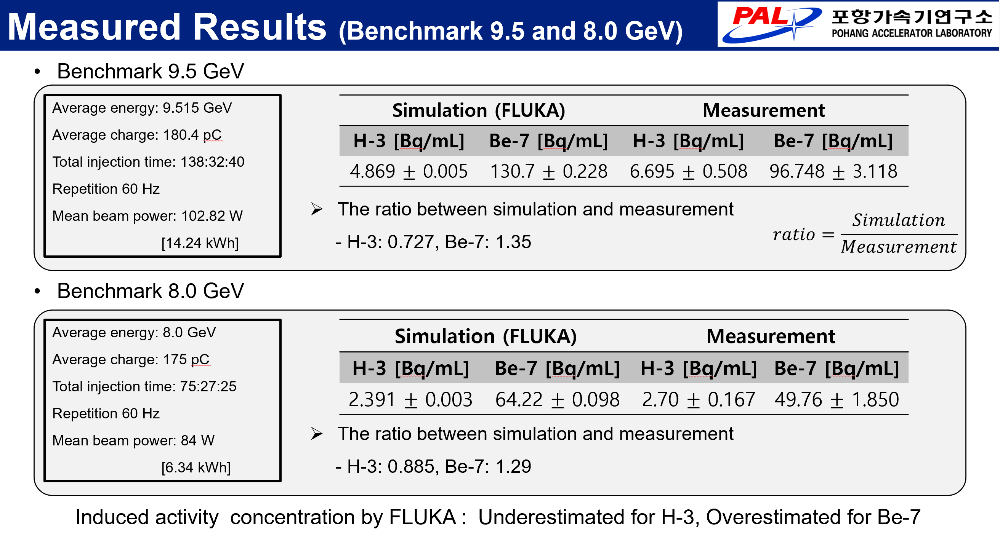 Measured Results (Benchmark 9.5 and 8.0 GeV)
PAL
포항가속기연구소
POHANG ACCELERATOR LABORATORY
• Benchmark 9.5 GeV
Average energy: 9.515 GeV
Average charge: 180.4 pC
Total injection time: 138:32:40
Repetition 60 Hz
Mean beam power: 102.82 W
[14.24 kWh]
Simulation (FLUKA) Measurement
H-3 [Bq/mL] Be-7 [Bq/mL] H-3 [Bq/mL] Be-7 [Bq/mL]
4.869 ± 0.005 130.7 ± 0.228 6.695 ± 0.508 96.748 ± 3.118
➢ The ratio between simulation and measurement
- H-3: 0.727, Be-7: 1.35
ratio = Simulation / Measurement
• Benchmark 8.0 GeV
Average energy: 8.0 GeV
Average charge: 175 pC
Total injection time: 75:27:25
Repetition 60 Hz
Mean beam power: 84 W
[6.34 kWh]
Simulation (FLUKA) Measurement
H-3 [Bq/mL] Be-7 [Bq/mL] H-3 [Bq/mL] Be-7 [Bq/mL]
2.391 ± 0.003 64.22 ± 0.098 2.70 ± 0.167 49.76 ± 1.850
➢ The ratio between simulation and measurement
- H-3: 0.885, Be-7: 1.29
Induced activity concentration by FLUKA : Underestimated for H-3, Overestimated for Be-7